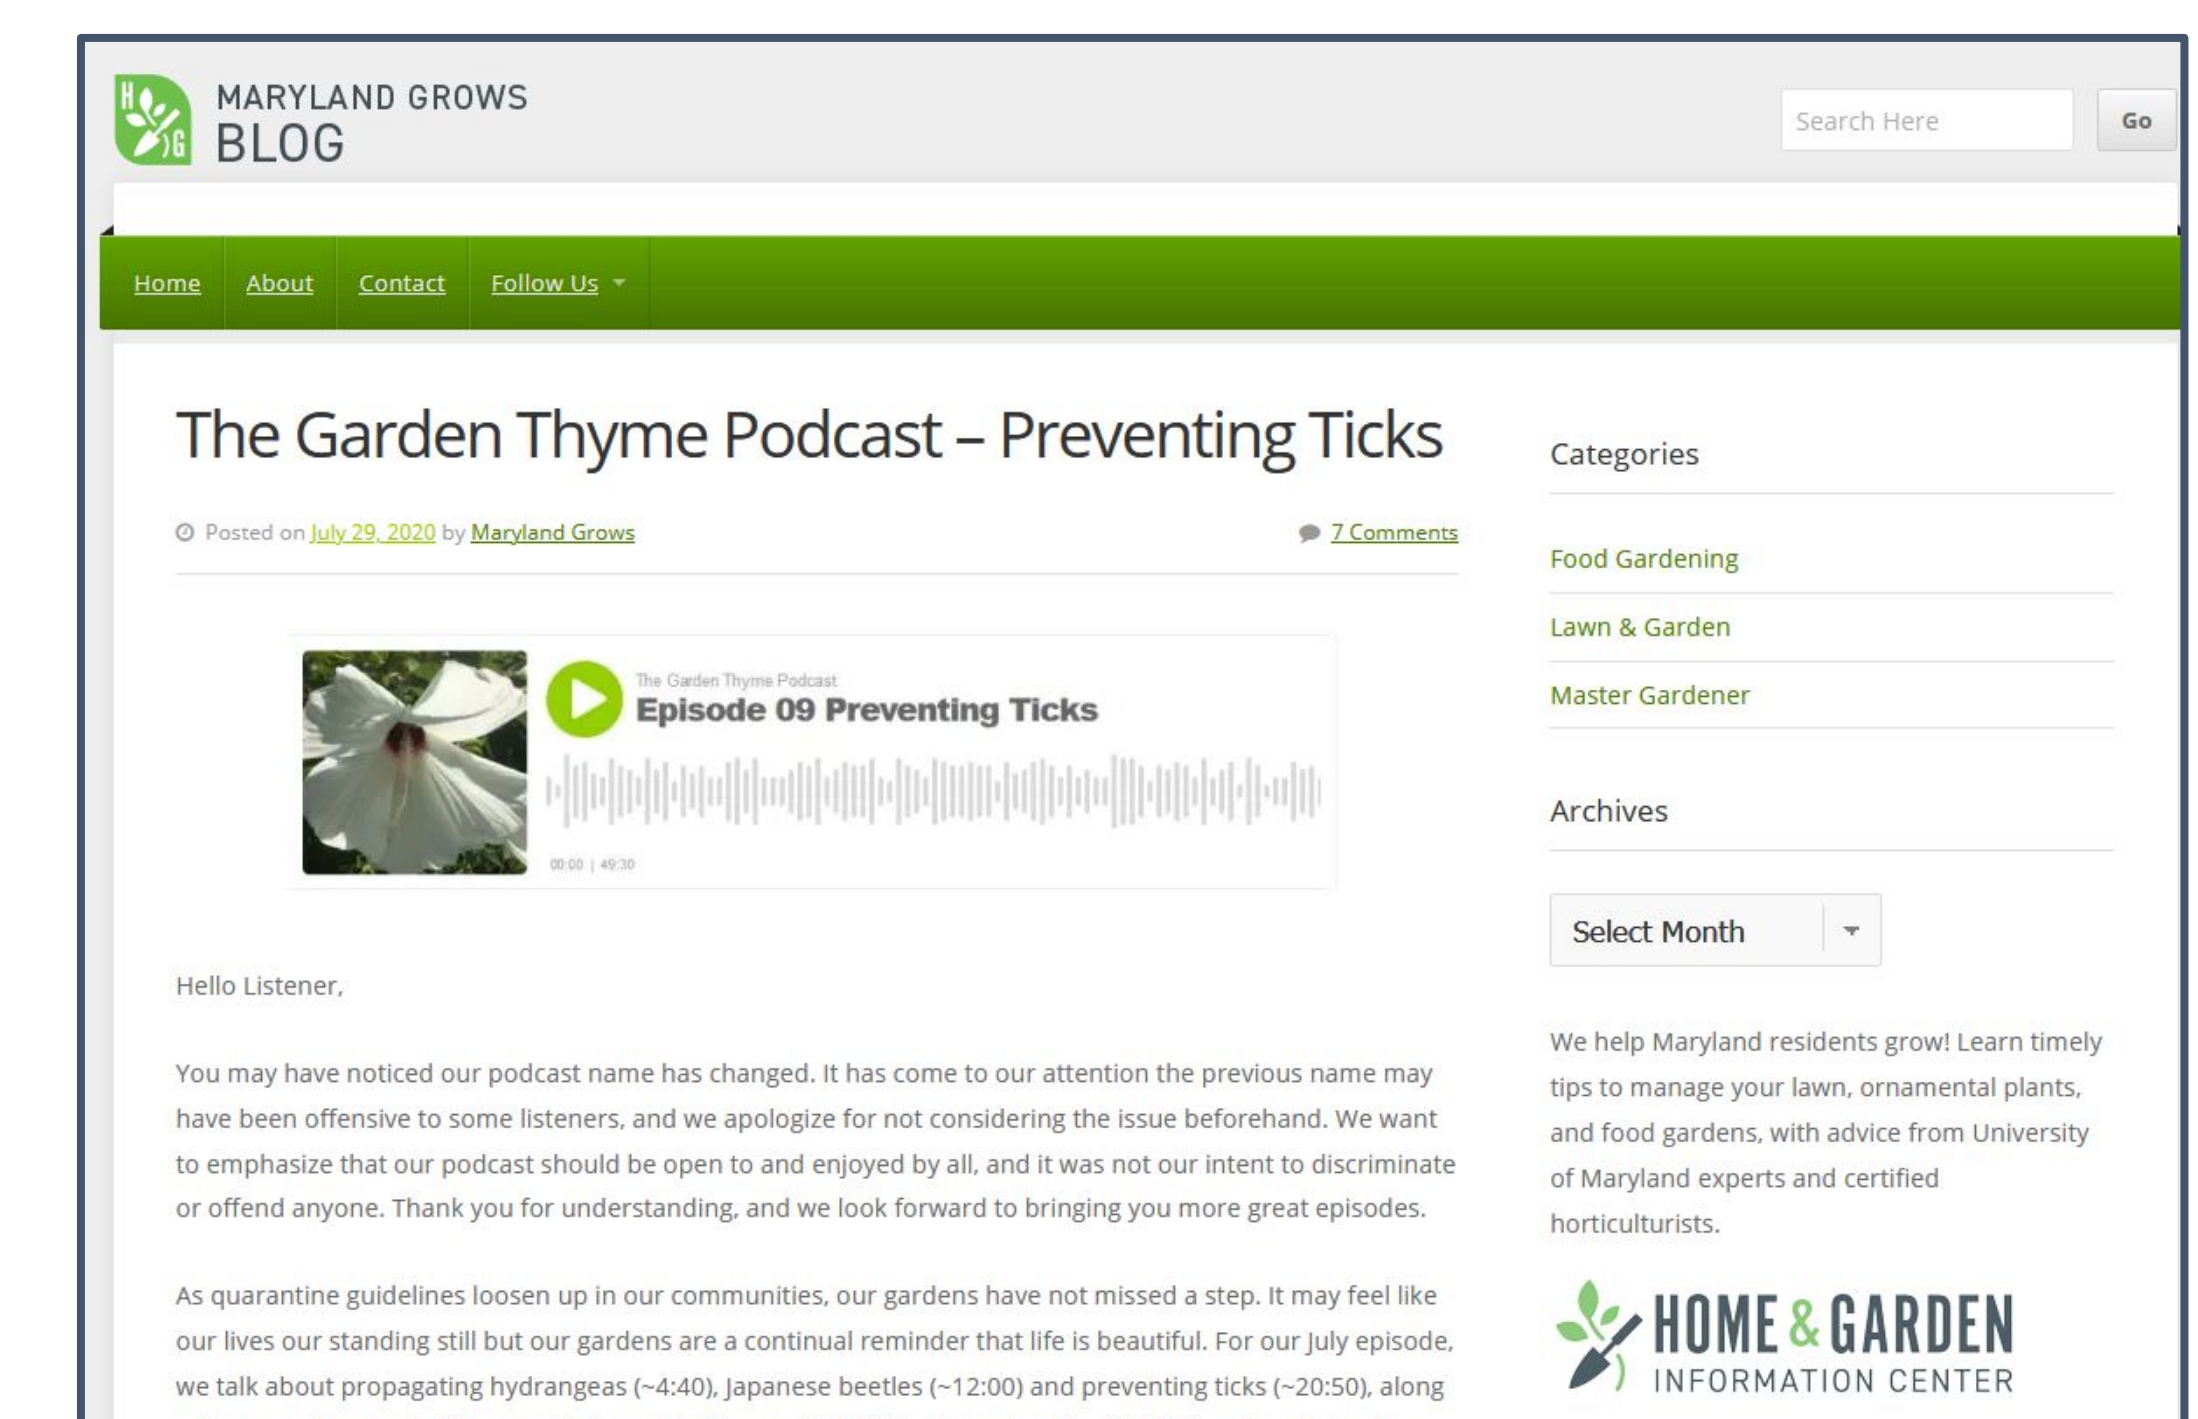 H G
MARYLAND GROWS
BLOG
Search Here
Go
Home
About
Contact
Follow Us
The Garden Thyme Podcast – Preventing Ticks
Posted on July 29, 2020 by Maryland Grows
7 Comments
The Garden Thyme Podcast
Episode 09 Preventing Ticks
00:00 | 49:30
Hello Listener,
You may have noticed our podcast name has changed. It has come to our attention the previous name may
have been offensive to some listeners, and we apologize for not considering the issue beforehand. We want
to emphasize that our podcast should be open to and enjoyed by all, and it was not our intent to discriminate
or offend anyone. Thank you for understanding, and we look forward to bringing you more great episodes.
As quarantine guidelines loosen up in our communities, our gardens have not missed a step. It may feel like
our lives our standing still but our gardens are a continual reminder that life is beautiful. For our July episode,
we talk about propagating hydrangeas (~4:40), Japanese beetles (~12:00) and preventing ticks (~20:50), along
Categories
Food Gardening
Lawn & Garden
Master Gardener
Archives
Select Month
We help Maryland residents grow! Learn timely
tips to manage your lawn, ornamental plants,
and food gardens, with advice from University
of Maryland experts and certified
horticulturists.
HOME & GARDEN
INFORMATION CENTER